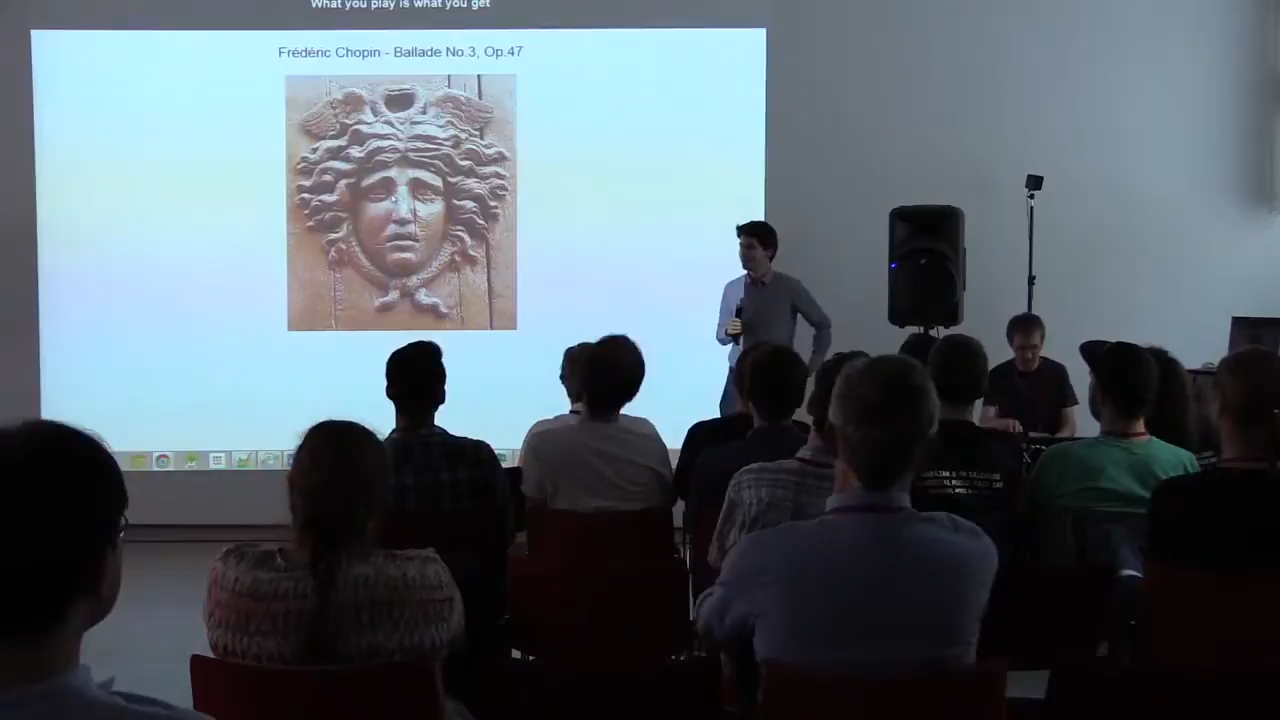 What you play is what you get
Frédéric Chopin - Ballade No.3, Op.47